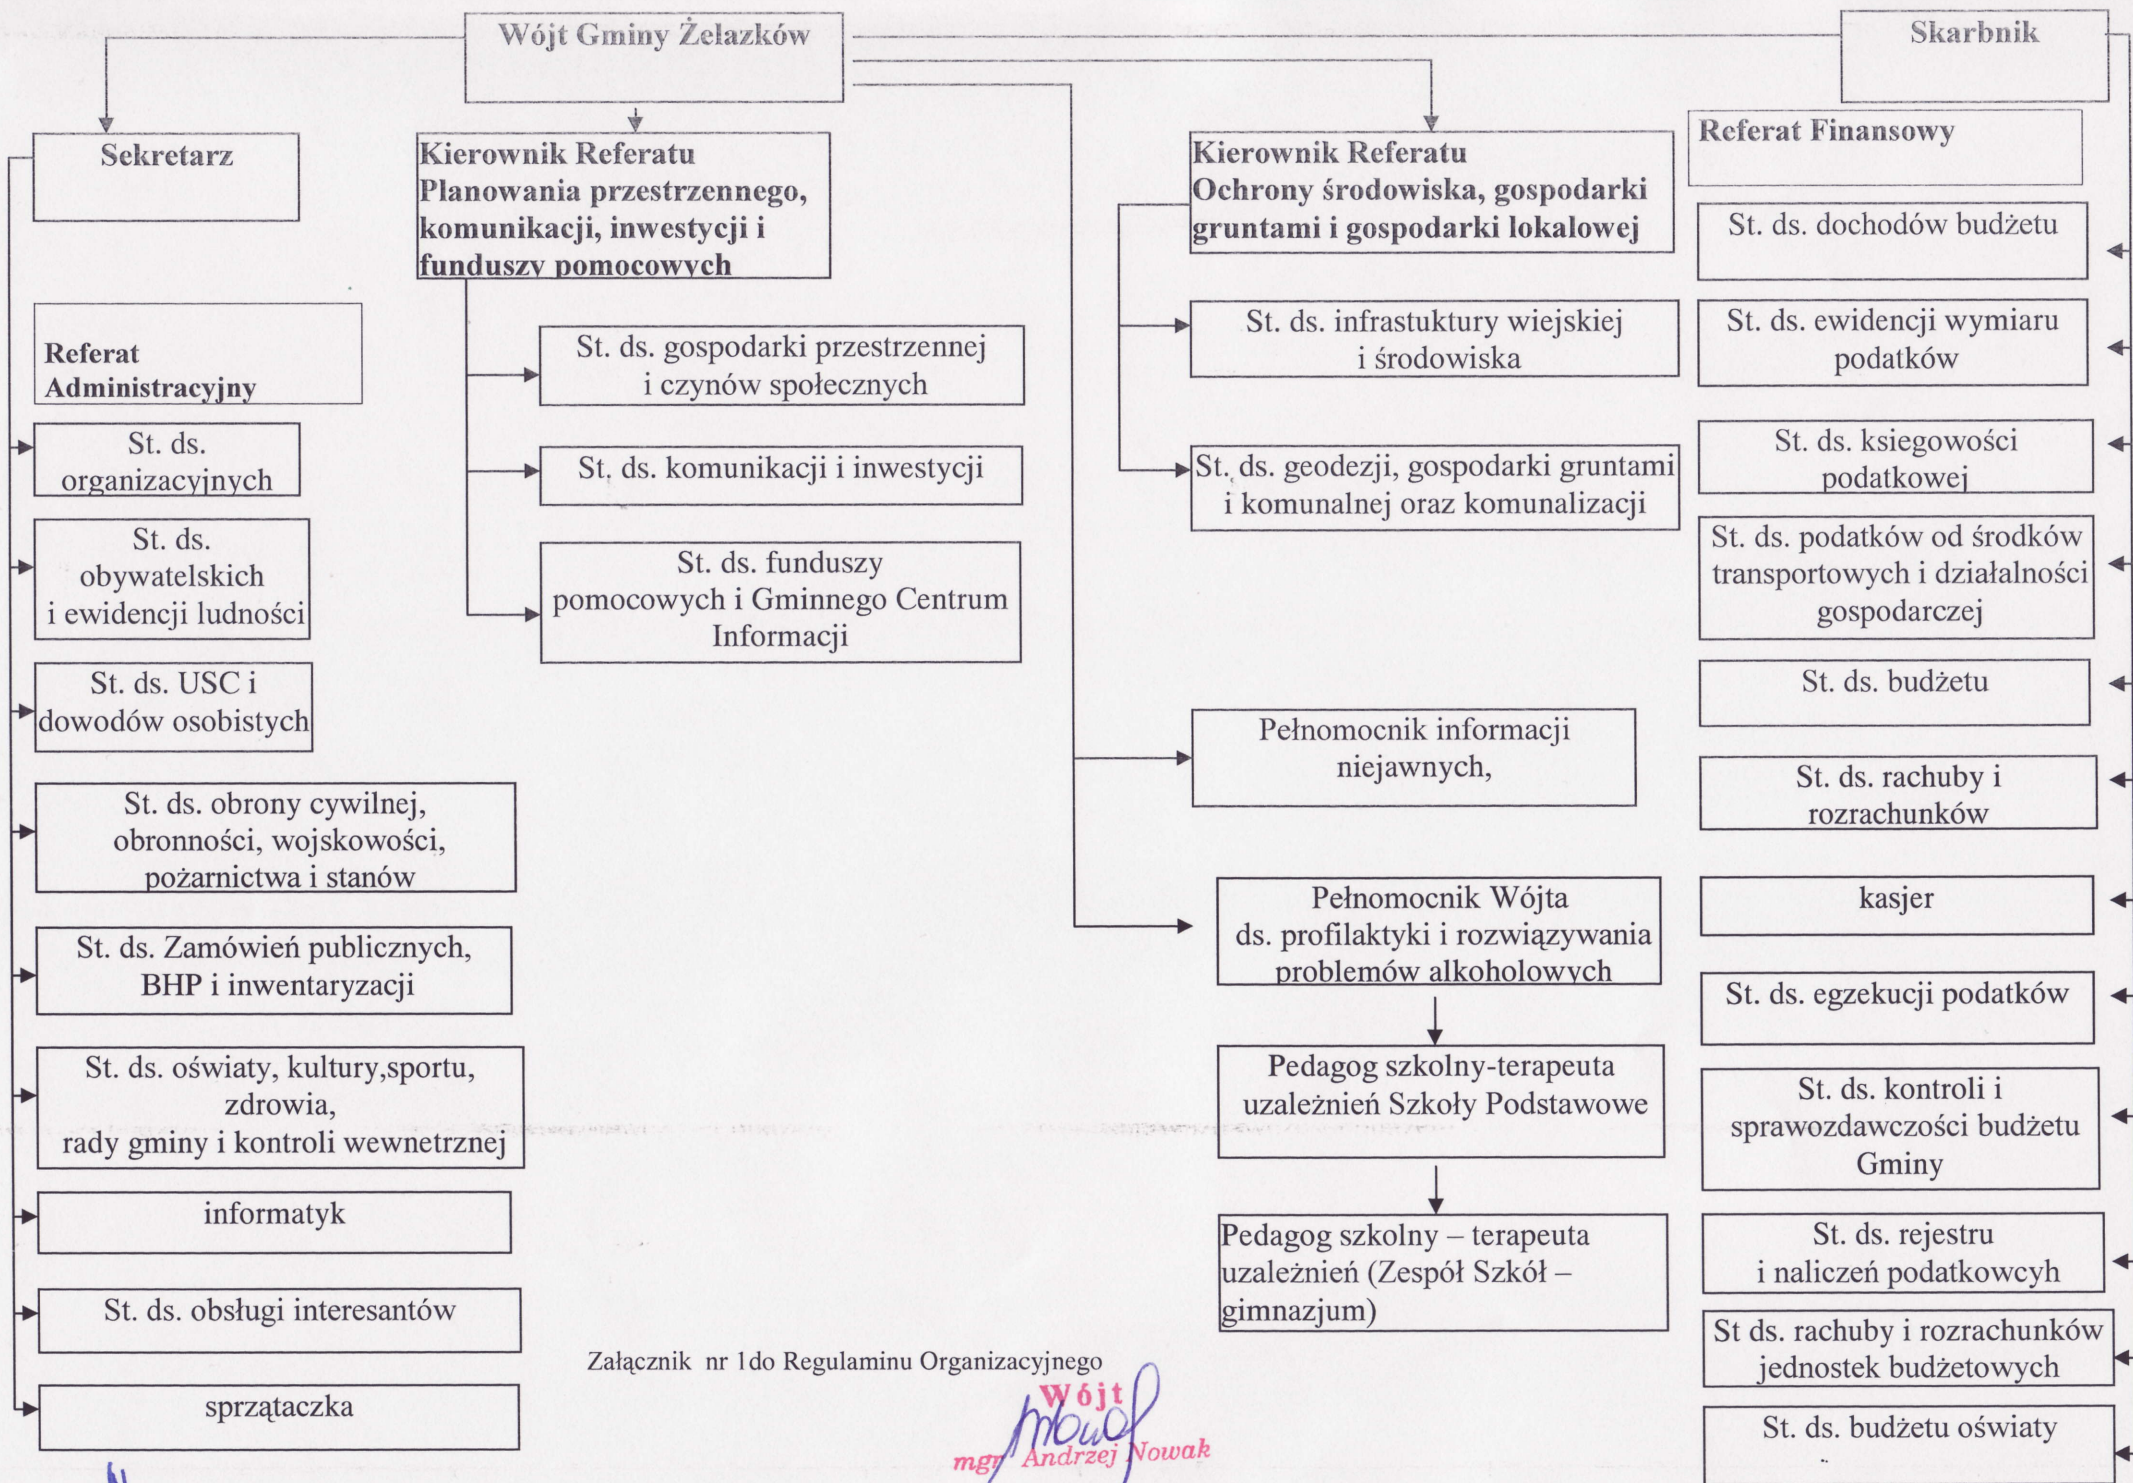 Wójt Gminy Żelazków
Skarbnik
Sekretarz
Referat
Administracyjny
St. ds.
organizacyjnych
St. ds.
obywatelskich
i ewidencji ludności
St. ds. USC i
dowodów osobistych
St. ds. obrony cywilnej,
obronności, wojskowości,
pożarnictwa i stanów
St. ds. Zamówień publicznych,
BHP i inwentaryzacji
St. ds. oświaty, kultury,sportu,
zdrowia,
rady gminy i kontroli wewnetrznej
informatyk
St. ds. obsługi interesantów
sprzątaczka
Kierownik Referatu
Planowania przestrzennego,
komunikacji, inwestycji i
funduszy pomocowych
St. ds. gospodarki przestrzennej
i czynów społecznych
St, ds. komunikacji i inwestycji
St. ds. funduszy
pomocowych i Gminnego Centrum
Informacji
Kierownik Referatu
Ochrony środowiska, gospodarki
gruntami i gospodarki lokalowej
St. ds. infrastuktury wiejskiej
i środowiska
St. ds. geodezji, gospodarki gruntami
i komunalnej oraz komunalizacji
Pełnomocnik informacji
niejawnych,
Pełnomocnik Wójta
ds. profilaktyki i rozwiązywania
problemów alkoholowych
Pedagog szkolny-terapeuta
uzależnień Szkoły Podstawowe
Pedagog szkolny – terapeuta
uzależnień (Zespół Szkół –
gimnazjum)
Referat Finansowy
St. ds. dochodów budżetu
St. ds. ewidencji wymiaru
podatków
St. ds. ksiegowości
podatkowej
St. ds. podatków od środków
transportowych i działalności
gospodarczej
St. ds. budżetu
St. ds. rachuby i
rozrachunków
kasjer
St. ds. egzekucji podatków
St. ds. kontroli i
sprawozdawczości budżetu
Gminy
St. ds. rejestru
i naliczeń podatkowcyh
St ds. rachuby i rozrachunków
jednostek budżetowych
St. ds. budżetu oświaty
Załącznik nr 1do Regulaminu Organizacyjnego
Wójt
mgr Andrzej Nowak